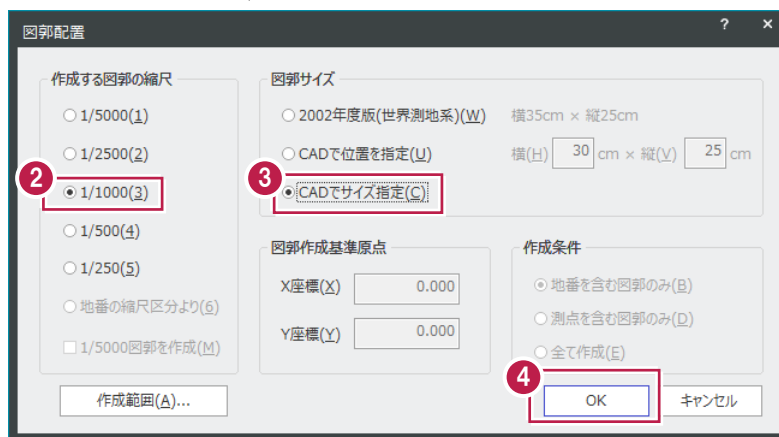 図郭配置
? ×
作成する図郭の縮尺
1/5000(1)
1/2500(2)
2
1/1000(3)
1/500(4)
1/250(5)
地番の縮尺区分より(6)
1/5000図郭を作成(M)
作成範囲(A)...
図郭サイズ
2002年度版(世界測地系)(W) 横35cm × 縦25cm
CADで位置を指定(U) 横(H) 30 cm × 縦(V) 25 cm
3
CADでサイズ指定(C)
図郭作成基準原点
X座標(X) 0.000
Y座標(Y) 0.000
作成条件
地番を含む図郭のみ(B)
測点を含む図郭のみ(D)
全て作成(E)
4
OK キャンセル